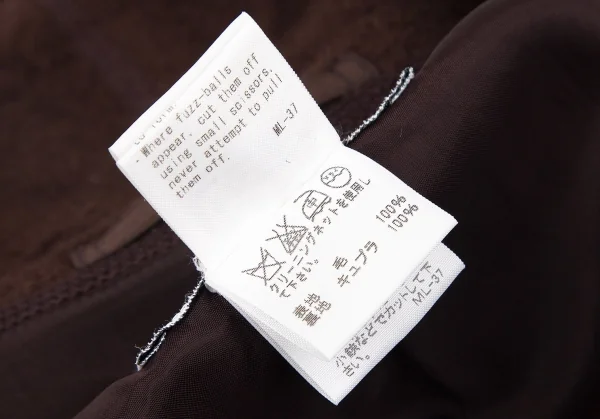 · Where fuzz-balls
appear, cut them off
using small scissors.
never attempt to pull
them off.
ML-37
中
クリーニングネットを使用し
て下さい。
表地 毛 100%
裏地 キュプラ 100%
小鋏などでカットして下
さい。
ML-37